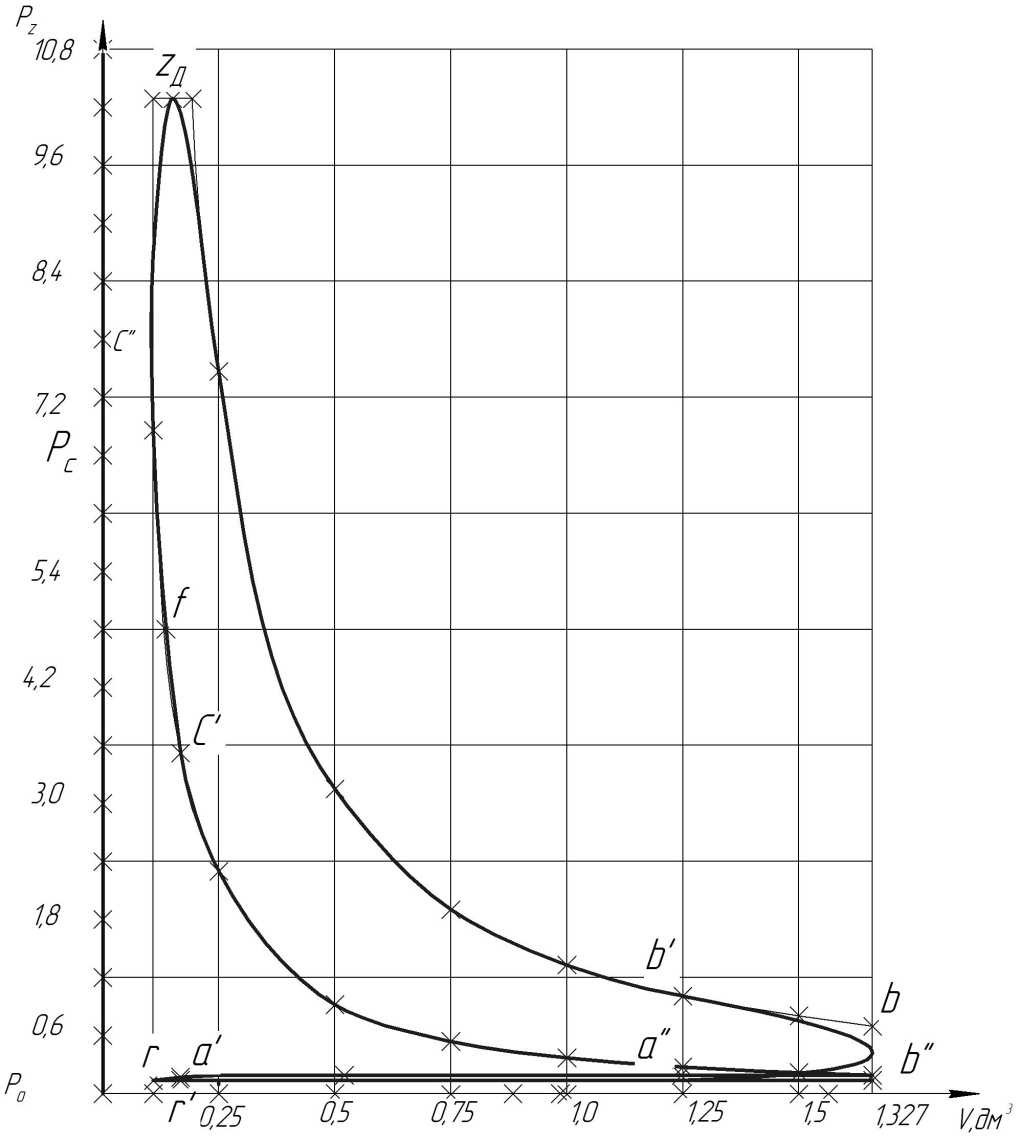 P_z
10,8
Z_Д
9,6
8,4
c"
7,2
P_c
5,4
f
4,2
C'
3,0
1,8
b'
b
0,6
r a' a" b"
P_o
r' 0,25 0,5 0,75 1,0 1,25 1,5 1,327 V,дм³